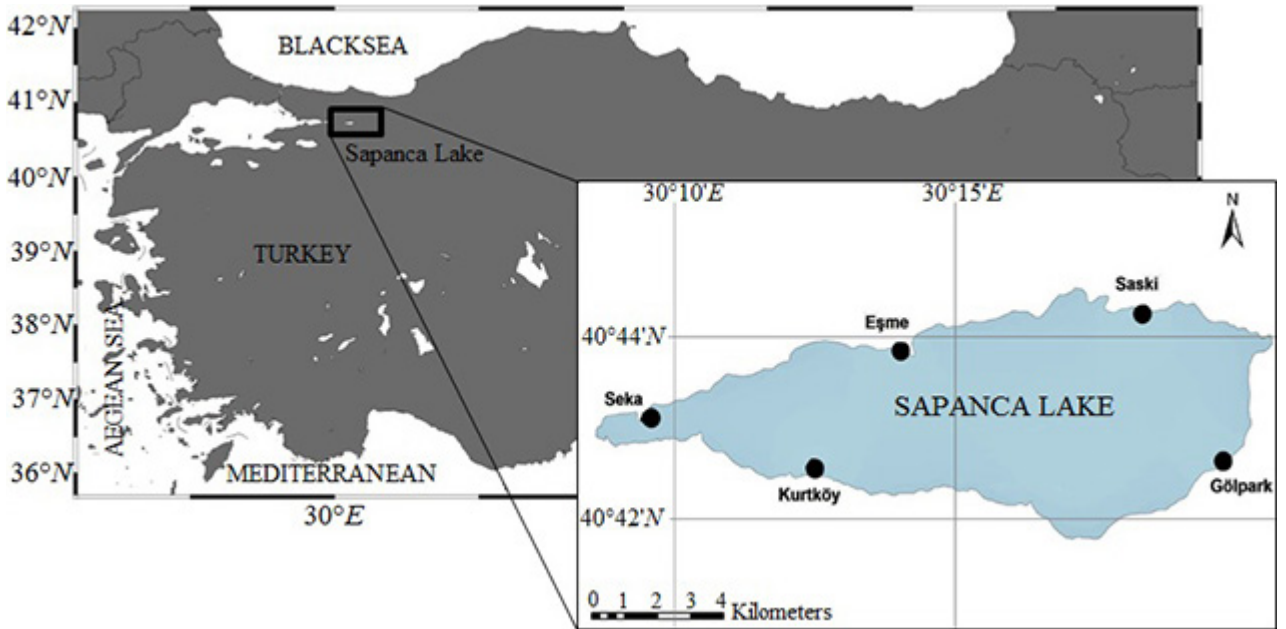 42°N
41°N
40°N
39°N
38°N
37°N
36°N
30°E
BLACKSEA
Sapanca Lake
TURKEY
AEGEAN SEA
MEDITERRANEAN
30°10'E
30°15'E
N
40°44'N
40°42'N
Saski
Eşme
Seka
SAPANCA LAKE
Kurtköy
Gölpark
0 1 2 3 4
Kilometers